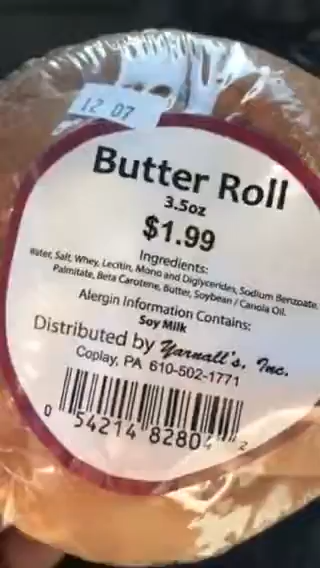 12 07
Butter Roll
3.5oz
$1.99
Ingredients:
Water, Salt, Whey, Lecitin, Mono and Diglycerides, Sodium Benzoate,
Palmitate, Beta Carotene, Butter, Soybean / Canola Oil.
Alergin Information Contains:
Soy Milk
Distributed by Yarnall's, Inc.
Coplay, PA 610-502-1771
0 54214 8280 2